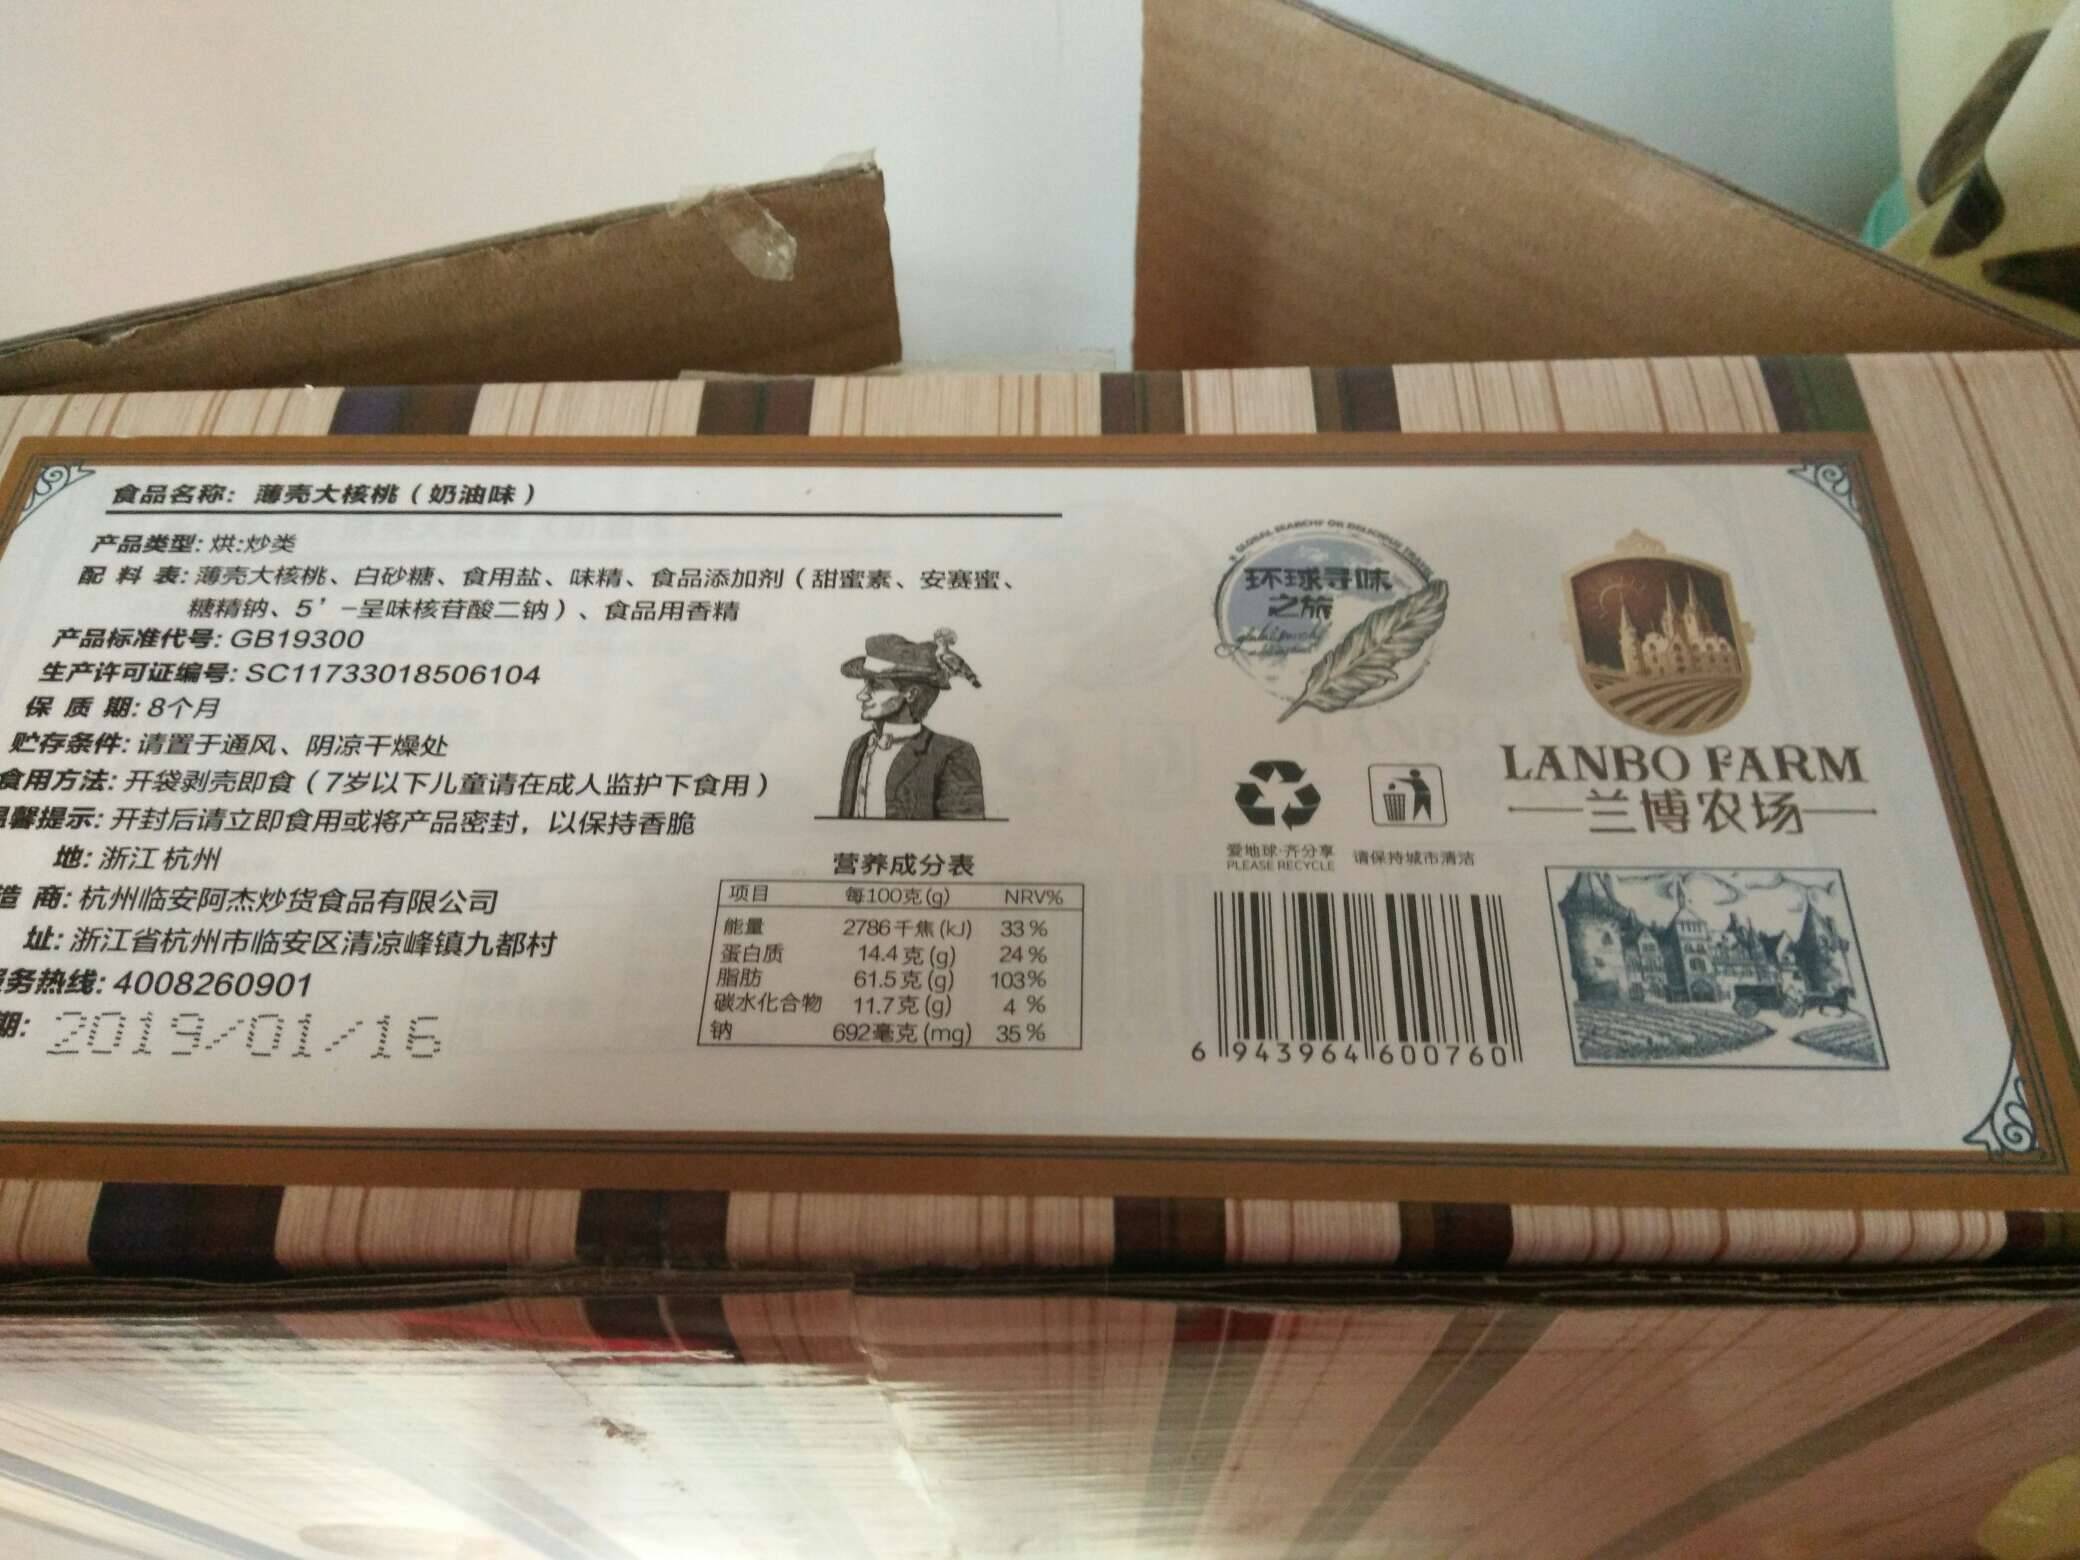 食品名称：薄壳大核桃（奶油味）
产品类型:烘:炒类
配 料 表:薄壳大核桃、白砂糖、食用盐、味精、食品添加剂（甜蜜素、安赛蜜、
糖精钠、5’-呈味核苷酸二钠）、食品用香精
产品标准代号:GB19300
生产许可证编号:SC11733018506104
保 质 期:8个月
贮存条件:请置于通风、阴凉干燥处
食用方法:开袋剥壳即食（7岁以下儿童请在成人监护下食用）
馨提示:开封后请立即食用或将产品密封，以保持香脆
地:浙江杭州
造 商:杭州临安阿杰炒货食品有限公司
址:浙江省杭州市临安区清凉峰镇九都村
务热线:4008260901
期: 2019/01/16
营养成分表
项目 每100克(g) NRV%
能量 2786千焦(kJ) 33%
蛋白质 14.4克(g) 24%
脂肪 61.5克(g) 103%
碳水化合物 11.7克(g) 4%
钠 692毫克(mg) 35%
环球寻味
之旅
爱地球·齐分享
PLEASE RECYCLE
请保持城市清洁
6 943964 600760
LANBO FARM
兰博农场